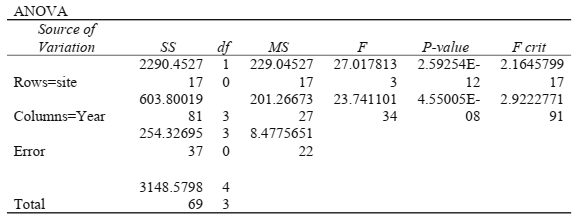 ANOVA
Source of
Variation SS df MS F P-value F crit
2290.4527 1 229.04527 27.017813 2.59254E- 2.1645799
Rows=site 17 0 17 3 12 17
603.80019 201.26673 23.741101 4.55005E- 2.9222771
Columns=Year 81 3 27 34 08 91
254.32695 3 8.4775651
Error 37 0 22
3148.5798 4
Total 69 3